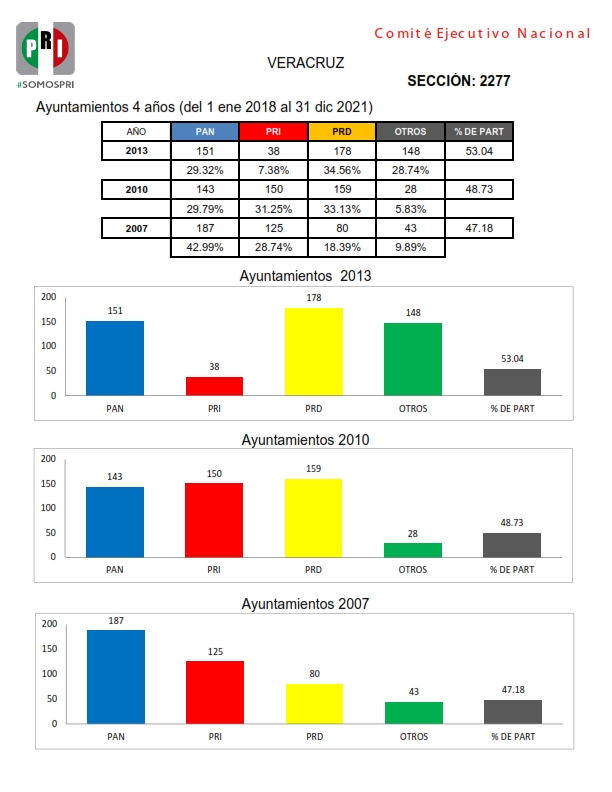 Comité Ejecutivo Nacional
PRI
#SOMOSPRI
VERACRUZ
SECCIÓN: 2277
Ayuntamientos 4 años (del 1 ene 2018 al 31 dic 2021)
AÑO PAN PRI PRD OTROS % DE PART
2013 151 38 178 148 53.04
29.32% 7.38% 34.56% 28.74%
2010 143 150 159 28 48.73
29.79% 31.25% 33.13% 5.83%
2007 187 125 80 43 47.18
42.99% 28.74% 18.39% 9.89%
Ayuntamientos 2013
200
150
100
50
0
151 38 178 148 53.04
PAN PRI PRD OTROS % DE PART
Ayuntamientos 2010
200
150
100
50
0
143 150 159 28 48.73
PAN PRI PRD OTROS % DE PART
Ayuntamientos 2007
200
150
100
50
0
187 125 80 43 47.18
PAN PRI PRD OTROS % DE PART